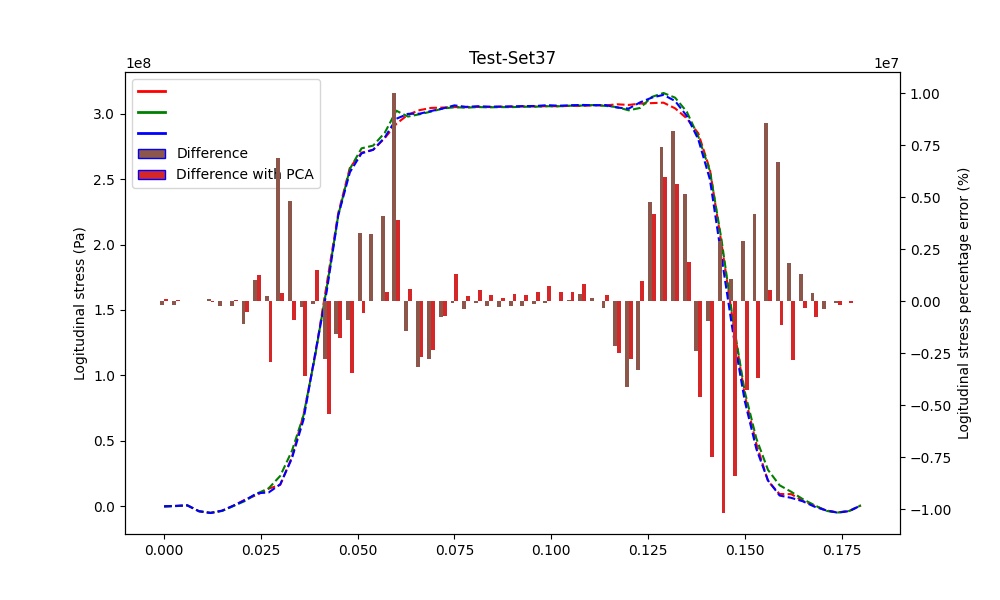 Test-Set37
1e8
1e7
Difference
Difference with PCA
Logitudinal stress (Pa)
3.0
2.5
2.0
1.5
1.0
0.5
0.0
1.00
0.75
0.50
0.25
0.00
−0.25
−0.50
−0.75
−1.00
Logitudinal stress percentage error (%)
0.000 0.025 0.050 0.075 0.100 0.125 0.150 0.175